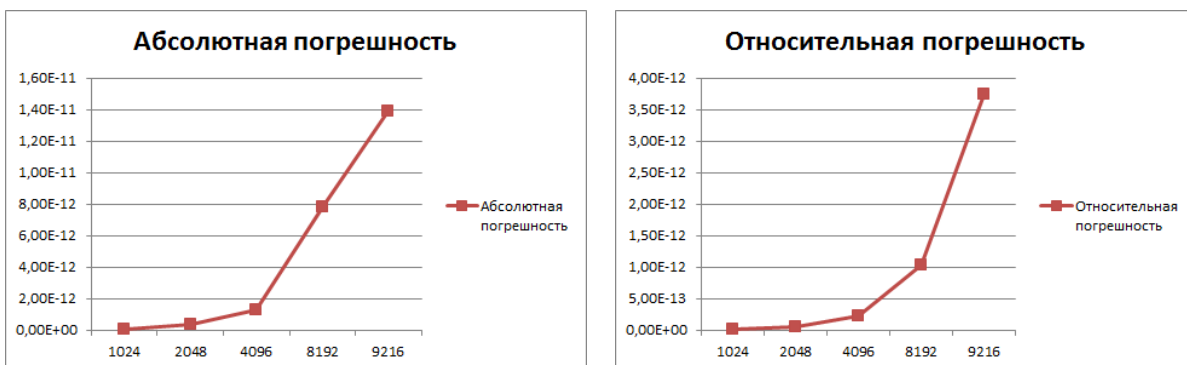 Абсолютная погрешность
1,60E-11
1,40E-11
1,20E-11
1,00E-11
8,00E-12
6,00E-12
4,00E-12
2,00E-12
0,00E+00
1024 2048 4096 8192 9216
Абсолютная
погрешность
Относительная погрешность
4,00E-12
3,50E-12
3,00E-12
2,50E-12
2,00E-12
1,50E-12
1,00E-12
5,00E-13
0,00E+00
1024 2048 4096 8192 9216
Относительная
погрешность